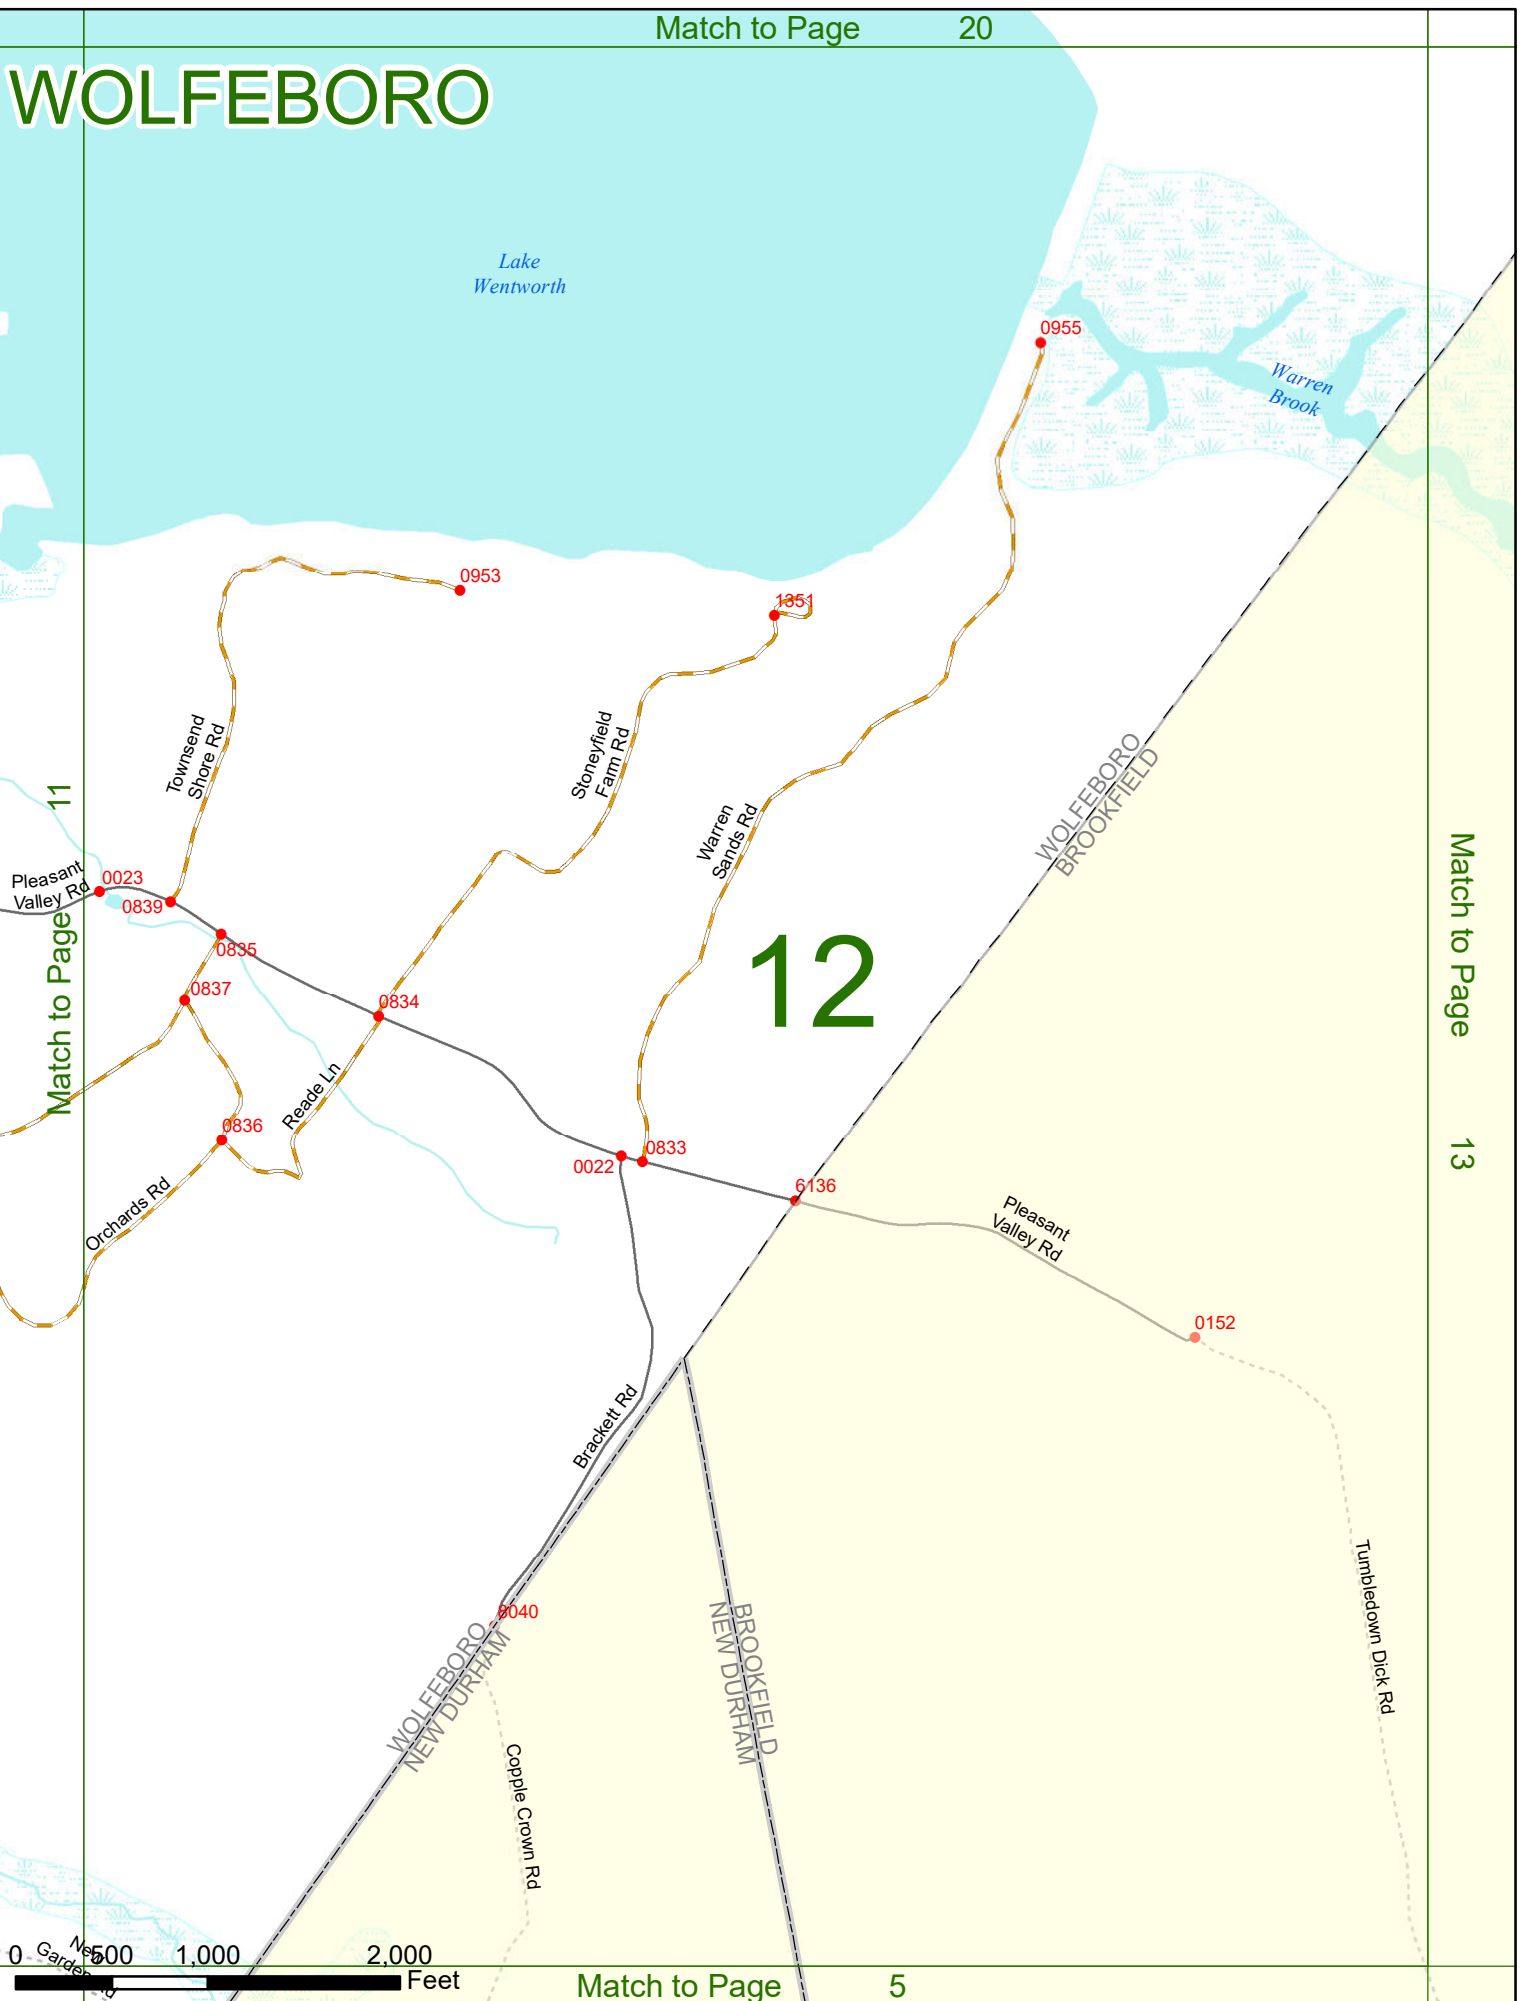 Match to Page 20
WOLFEBORO
Lake
Wentworth
0955
Warren
Brook
0953
1351
Townsend
Shore Rd
Stoneyfield
Farm Rd
WOLFEBORO
BROOKFIELD
Warren
Sands Rd
Match to Page 11
Match to Page 13
Pleasant
Valley Rd
0023
0839
0835
0837
0834
12
Reade Ln
0836
0022
0833
6136
Orchards Rd
Pleasant
Valley Rd
0152
Brackett Rd
8040
WOLFEBORO
NEW DURHAM
BROOKFIELD
NEW DURHAM
Tumbledown Dick Rd
Copple Crown Rd
New
Garden Rd
0 500 1,000 2,000
Feet
Match to Page 5